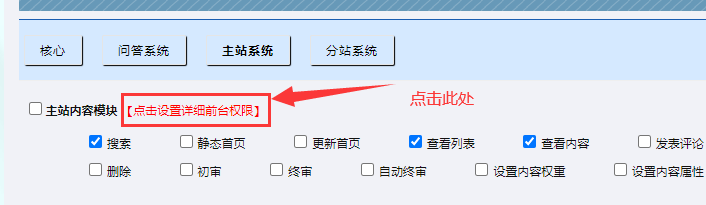 核心 问答系统 主站系统 分站系统
点击此处
主站内容模块 【点击设置详细前台权限】
搜索 静态首页 更新首页 查看列表 查看内容 发表评论
删除 初审 终审 自动终审 设置内容权重 设置内容属性